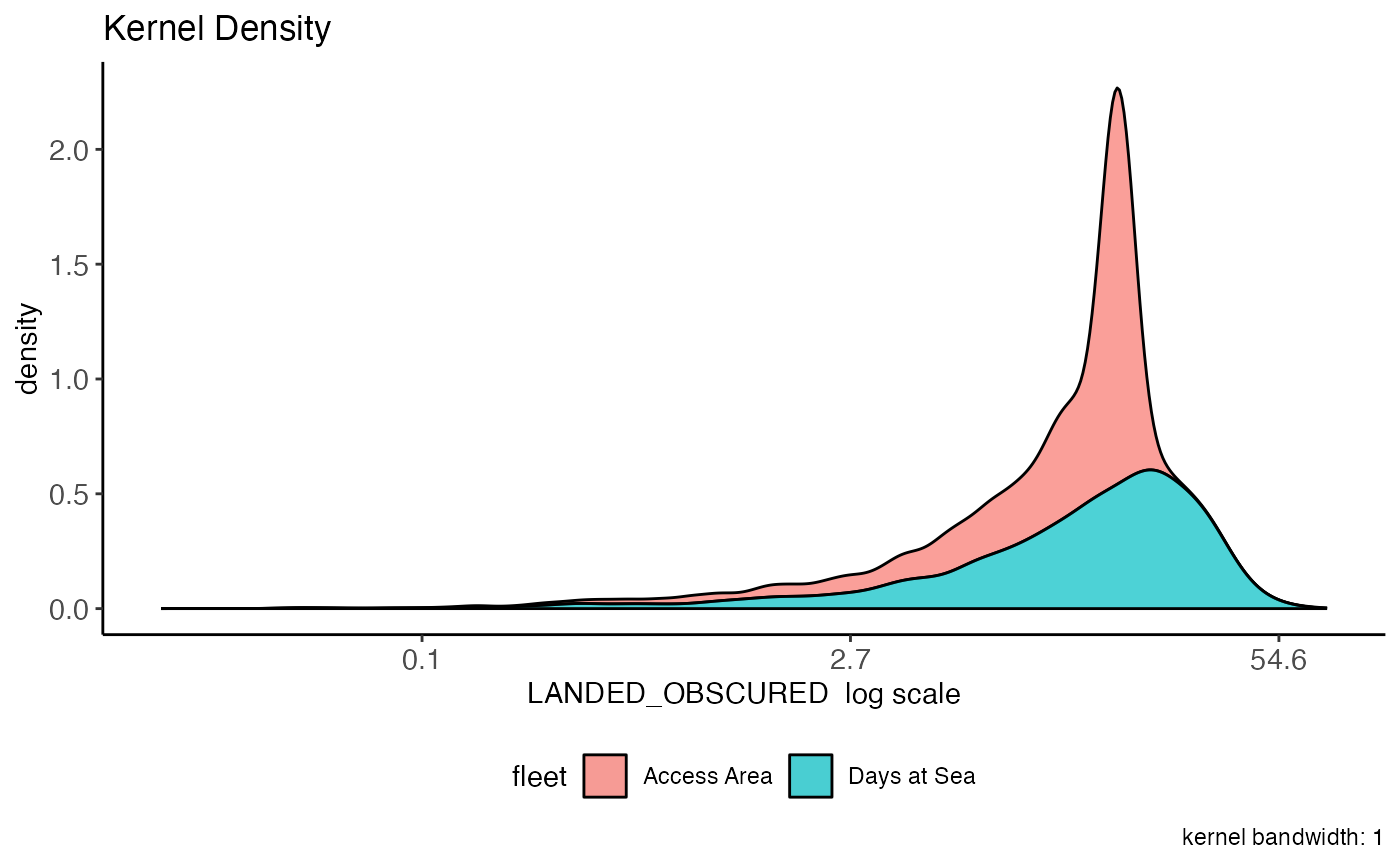 Kernel Density
density
2.0
1.5
1.0
0.5
0.0
0.1 2.7 54.6
LANDED_OBSCURED log scale
fleet Access Area Days at Sea
kernel bandwidth: 1